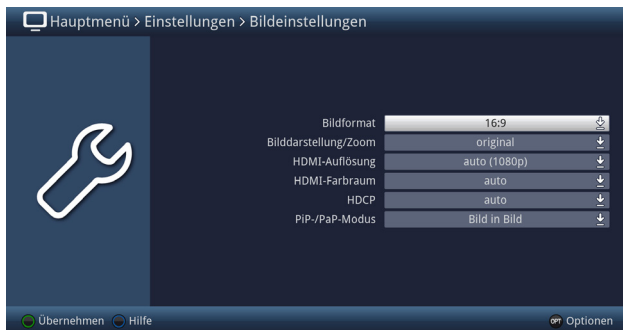 Hauptmenü > Einstellungen > Bildeinstellungen
Bildformat 16:9
Bilddarstellung/Zoom original
HDMI-Auflösung auto (1080p)
HDMI-Farbraum auto
HDCP auto
PiP-/PaP-Modus Bild in Bild
Übernehmen Hilfe OPT Optionen